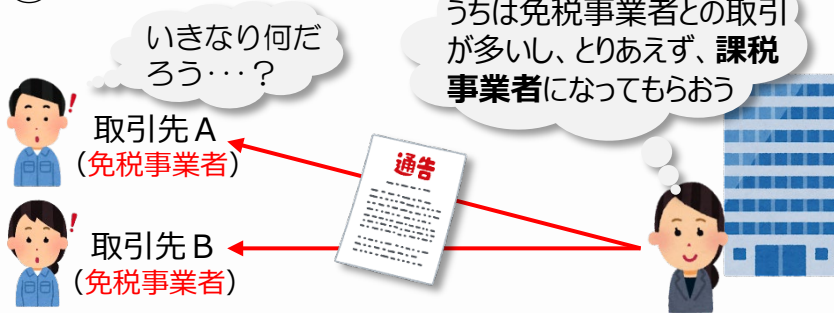 いきなり何だ
ろう・・・?
うちは免税事業者との取引
が多いし、とりあえず、課税
事業者になってもらおう
取引先A
(免税事業者)
通告
取引先B
(免税事業者)